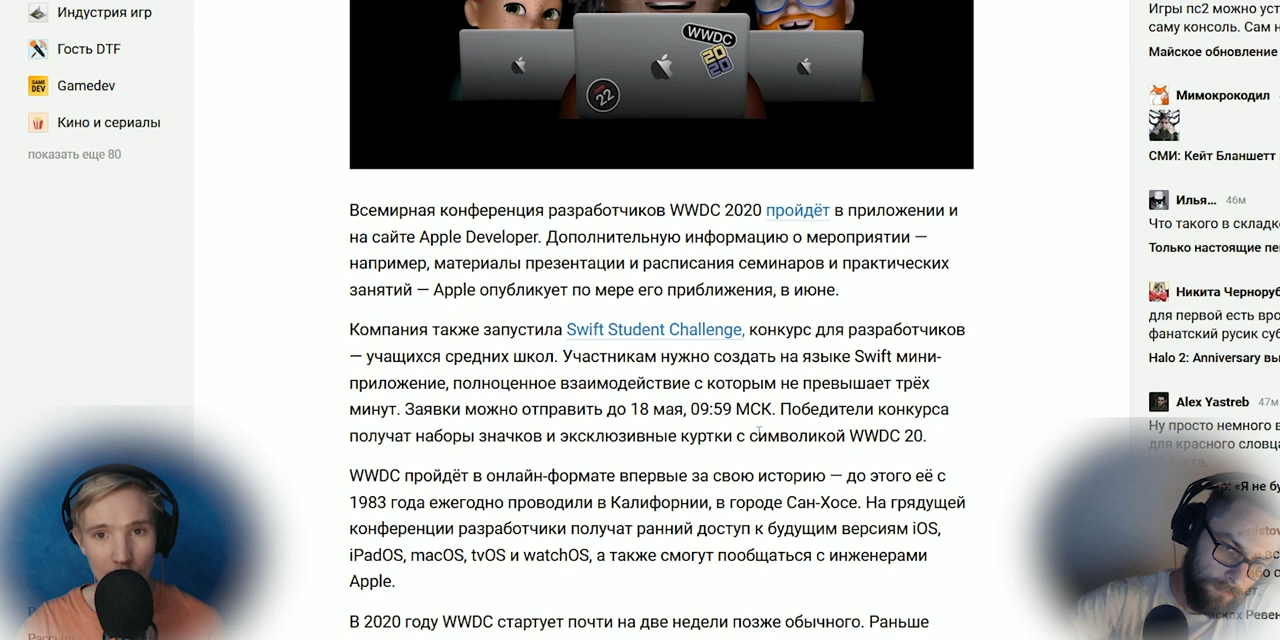 Индустрия игр
Гость DTF
Gamedev
Кино и сериалы
показать еще 80
WWDC
20
20
22
Всемирная конференция разработчиков WWDC 2020 пройдёт в приложении и
на сайте Apple Developer. Дополнительную информацию о мероприятии —
например, материалы презентации и расписания семинаров и практических
занятий — Apple опубликует по мере его приближения, в июне.
Компания также запустила Swift Student Challenge, конкурс для разработчиков
— учащихся средних школ. Участникам нужно создать на языке Swift мини-
приложение, полноценное взаимодействие с которым не превышает трёх
минут. Заявки можно отправить до 18 мая, 09:59 МСК. Победители конкурса
получат наборы значков и эксклюзивные куртки с символикой WWDC 20.
WWDC пройдёт в онлайн-формате впервые за свою историю — до этого её с
1983 года ежегодно проводили в Калифорнии, в городе Сан-Хосе. На грядущей
конференции разработчики получат ранний доступ к будущим версиям iOS,
iPadOS, macOS, tvOS и watchOS, а также смогут пообщаться с инженерами
Apple.
В 2020 году WWDC стартует почти на две недели позже обычного. Раньше
Игры пс2 можно уст
саму консоль. Сам н
Майское обновление
Мимокрокодил
СМИ: Кейт Бланшетт
Илья... 46м
Что такого в складк
Только настоящие пе
Никита Черноруб
для первой есть вро
фанатский русик суб
Halo 2: Anniversary вы
Alex Yastreb 47м
Ну просто немного в
для красного словца
«Я не бу